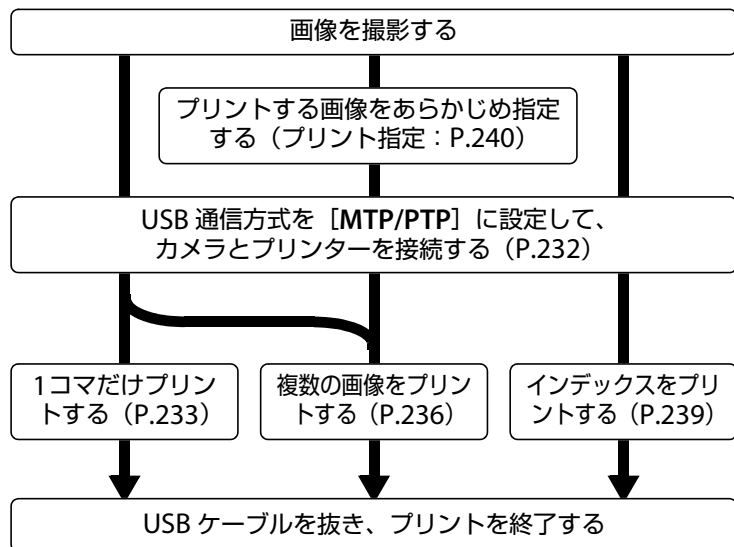 画像を撮影する
プリントする画像をあらかじめ指定
する（プリント指定：P.240）
USB 通信方式を［MTP/PTP］に設定して、
カメラとプリンターを接続する（P.232）
1コマだけプリン
トする（P.233）
複数の画像をプリン
トする（P.236）
インデックスをプリ
ントする（P.239）
USB ケーブルを抜き、プリントを終了する